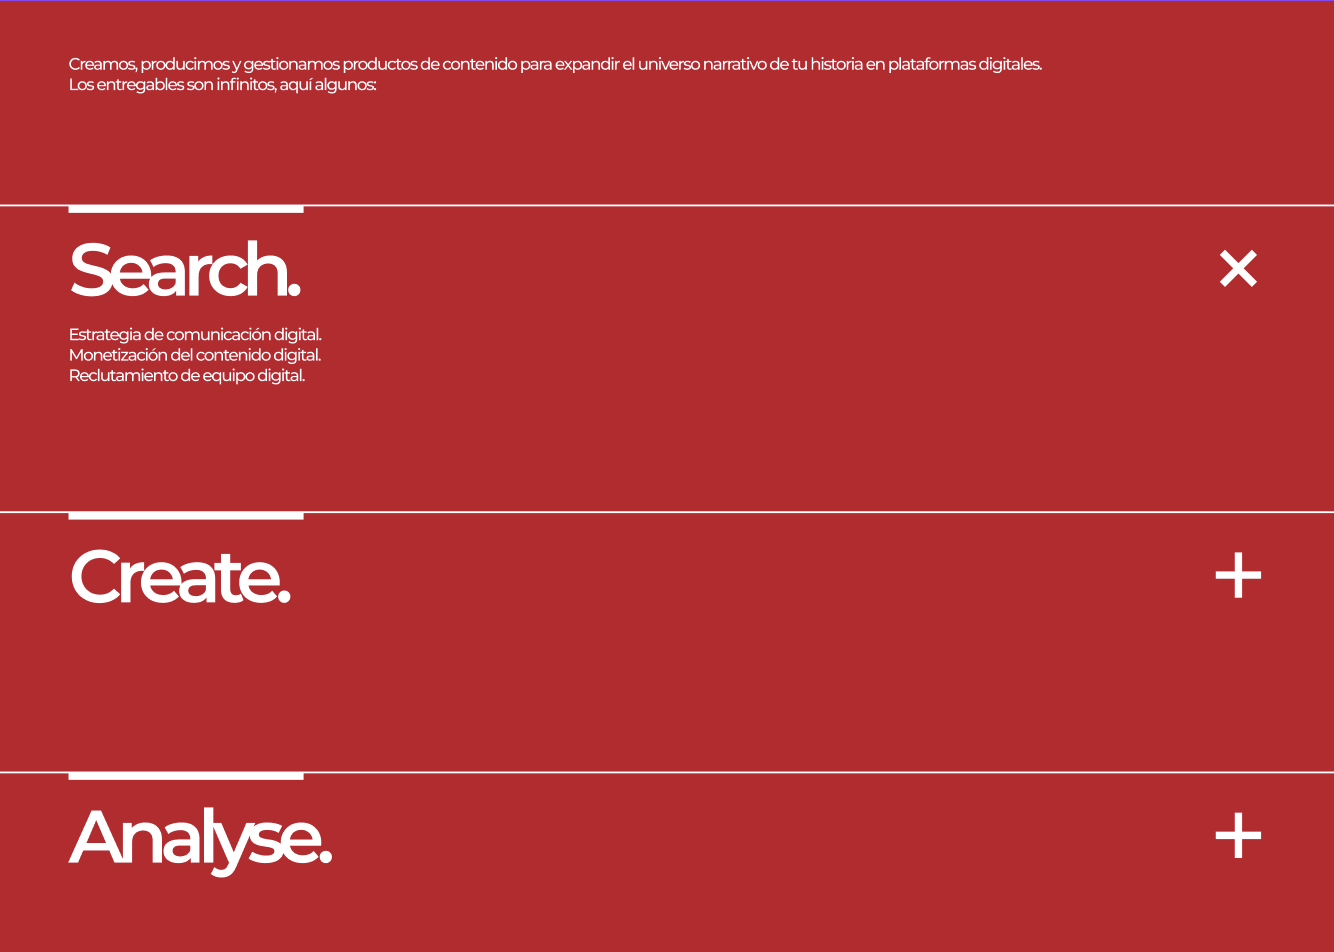 Creamos, producimos y gestionamos productos de contenido para expandir el universo narrativo de tu historia en plataformas digitales.
Los entregables son infinitos, aquí algunos:
Search.
Estrategia de comunicación digital.
Monetización del contenido digital.
Reclutamiento de equipo digital.
Create.
Analyse.